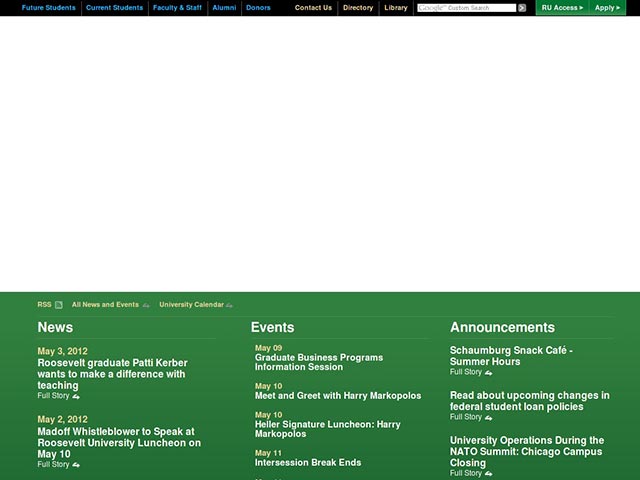 Future Students Current Students Faculty & Staff Alumni Donors Contact Us Directory Library Google™ Custom Search RU Access > Apply >
RSS All News and Events University Calendar
News
May 3, 2012
Roosevelt graduate Patti Kerber
wants to make a difference with
teaching
Full Story
May 2, 2012
Madoff Whistleblower to Speak at
Roosevelt University Luncheon on
May 10
Full Story
Events
May 09
Graduate Business Programs
Information Session
May 10
Meet and Greet with Harry Markopolos
May 10
Heller Signature Luncheon: Harry
Markopolos
May 11
Intersession Break Ends
Announcements
Schaumburg Snack Café -
Summer Hours
Full Story
Read about upcoming changes in
federal student loan policies
Full Story
University Operations During the
NATO Summit: Chicago Campus
Closing
Full Story